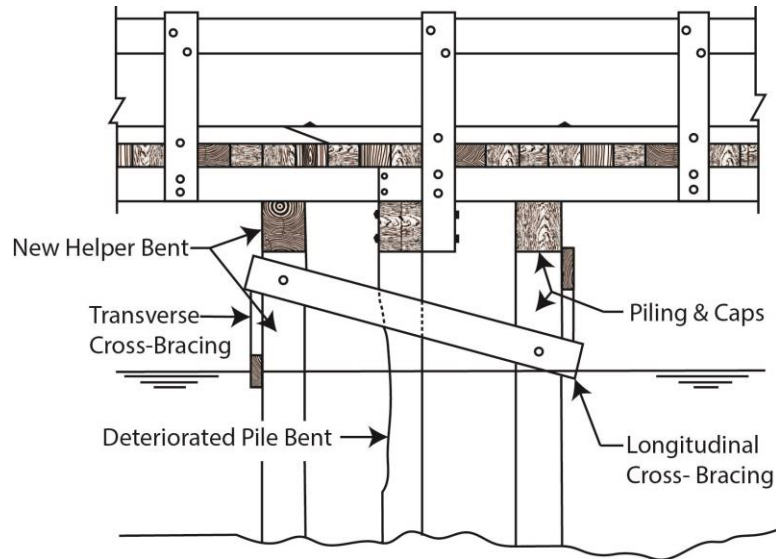 New Helper Bent
Transverse
Cross-Bracing
Piling & Caps
Deteriorated Pile Bent
Longitudinal
Cross- Bracing